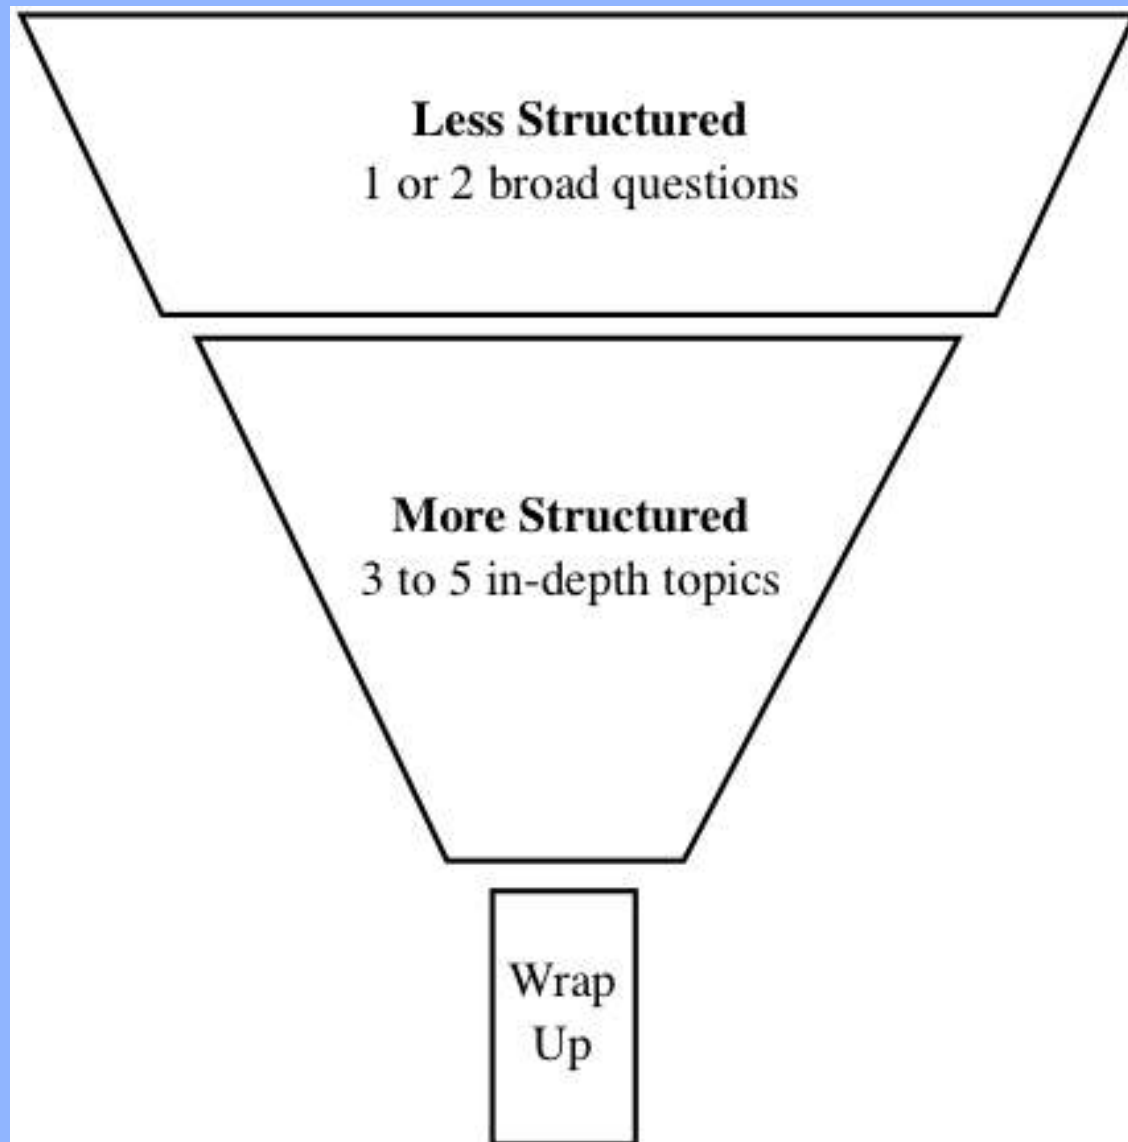 Less Structured
1 or 2 broad questions
More Structured
3 to 5 in-depth topics
Wrap
Up